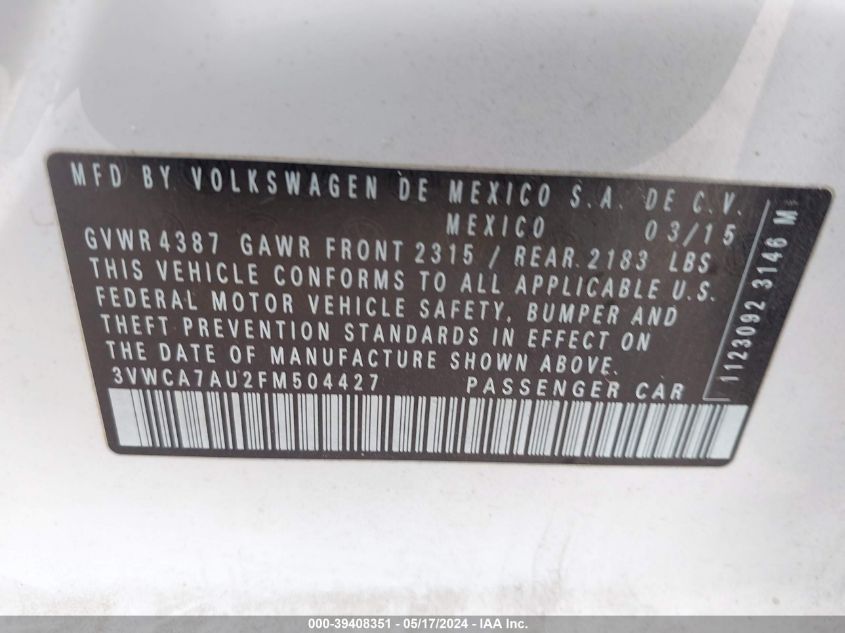 MFD BY VOLKSWAGEN DE MEXICO S.A. DE C.V.
MEXICO 03/15
GVWR 4387 GAWR FRONT 2315 / REAR. 2183 LBS
THIS VEHICLE CONFORMS TO ALL APPLICABLE U.S.
FEDERAL MOTOR VEHICLE SAFETY, BUMPER AND
THEFT PREVENTION STANDARDS IN EFFECT ON
THE DATE OF MANUFACTURE SHOWN ABOVE.
3VWCA7AU2FM504427 PASSENGER CAR
1123092 3146 M
000-39408351 - 05/17/2024 - IAA Inc.